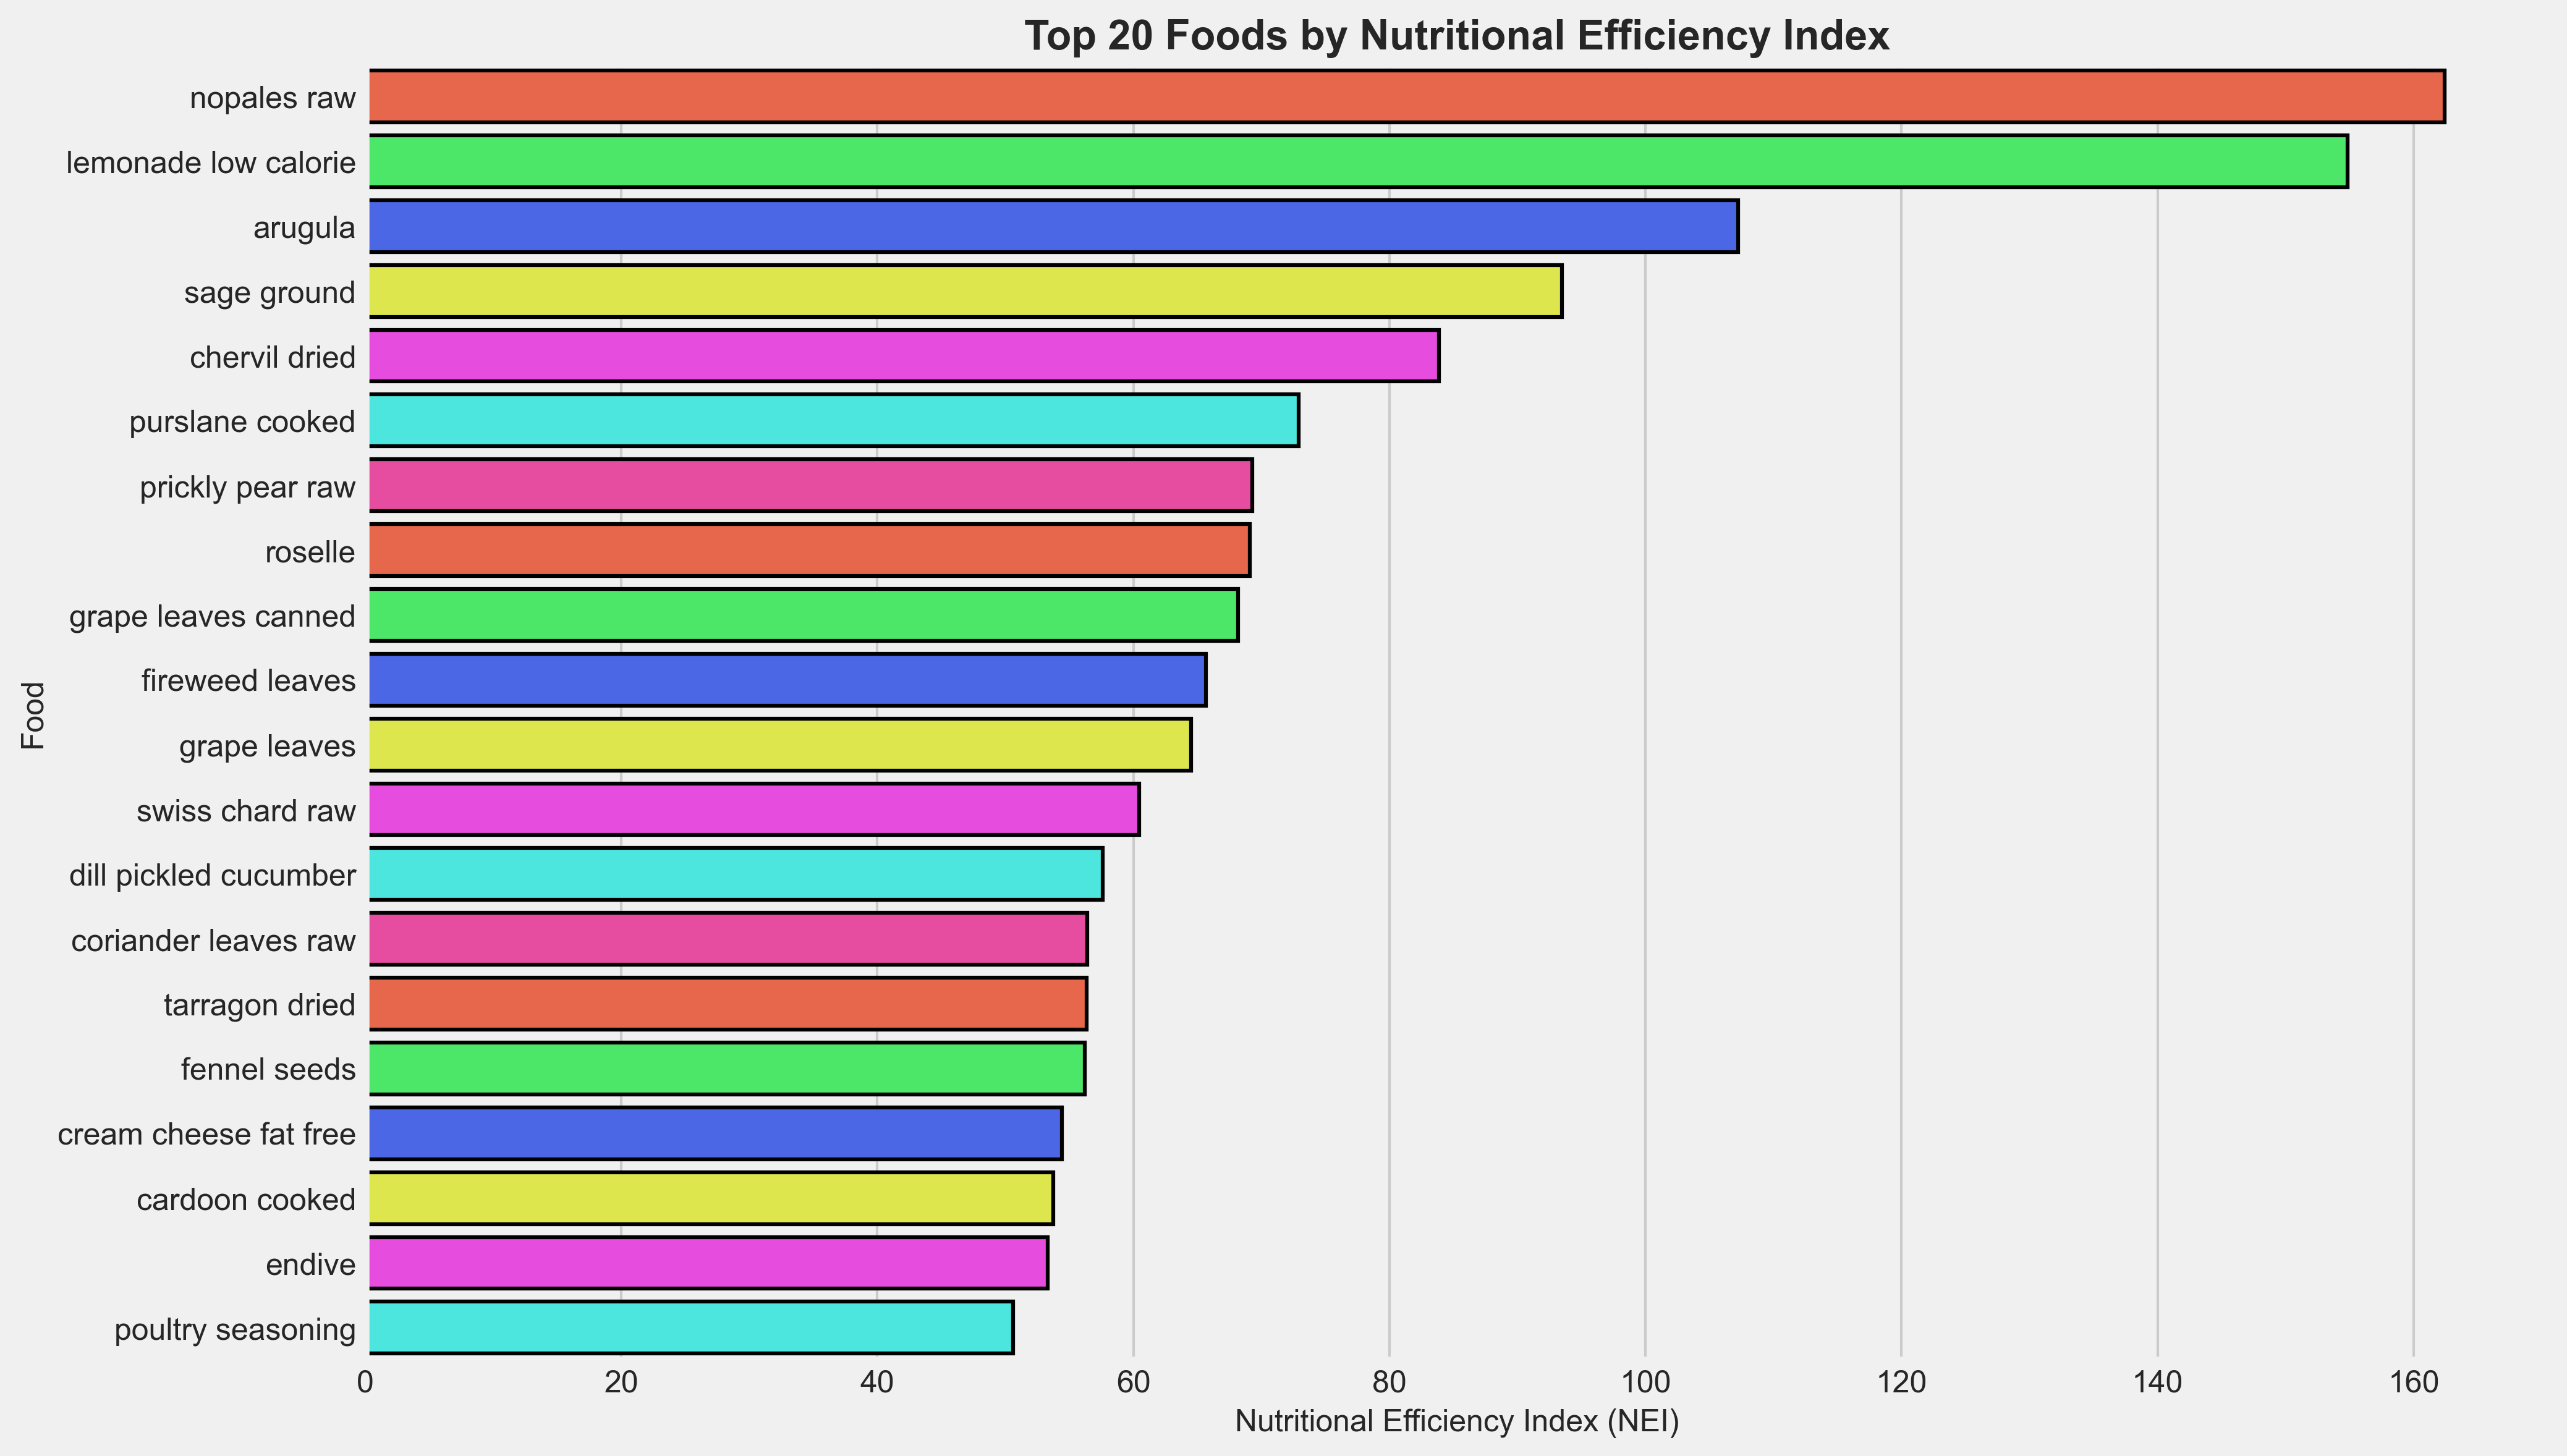 Top 20 Foods by Nutritional Efficiency Index
nopales raw
lemonade low calorie
arugula
sage ground
chervil dried
purslane cooked
prickly pear raw
roselle
grape leaves canned
fireweed leaves
grape leaves
swiss chard raw
dill pickled cucumber
coriander leaves raw
tarragon dried
fennel seeds
cream cheese fat free
cardoon cooked
endive
poultry seasoning
Food
0 20 40 60 80 100 120 140 160
Nutritional Efficiency Index (NEI)